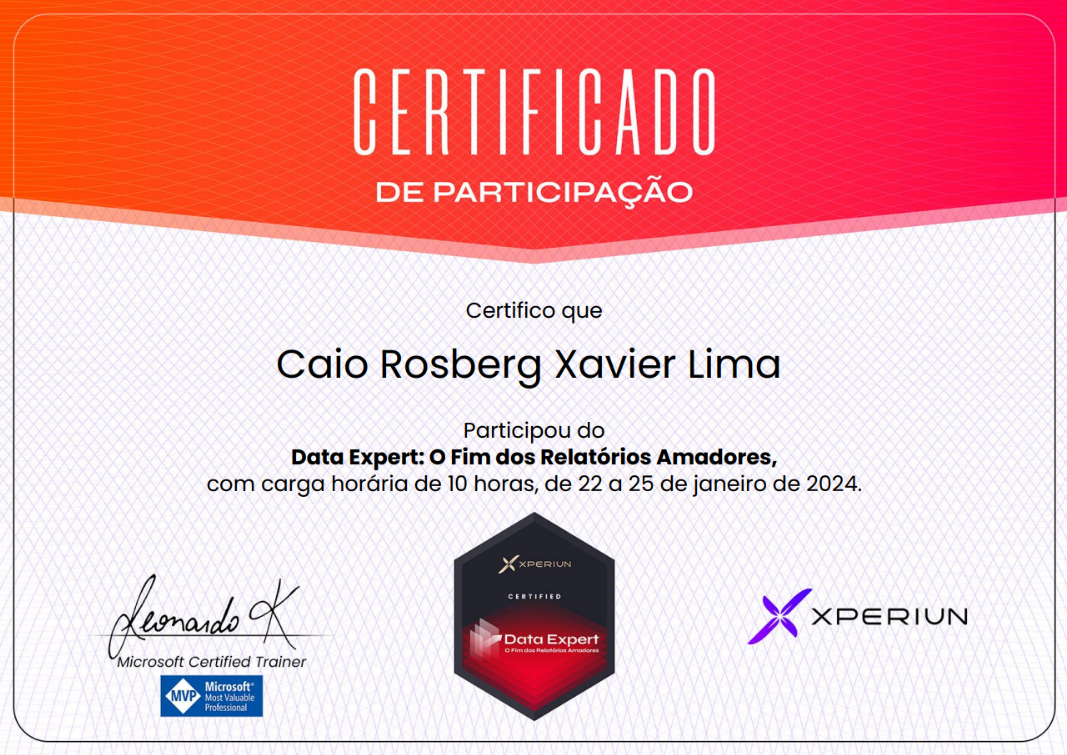 CERTIFICADO
DE PARTICIPAÇÃO
Certifico que
Caio Rosberg Xavier Lima
Participou do
Data Expert: O Fim dos Relatórios Amadores,
com carga horária de 10 horas, de 22 a 25 de janeiro de 2024.
XPERIUN
CERTIFIED
Data Expert
O Fim dos Relatórios Amadores
Leonardo K
Microsoft Certified Trainer
MVP
Microsoft®
Most Valuable
Professional
XPERIUN